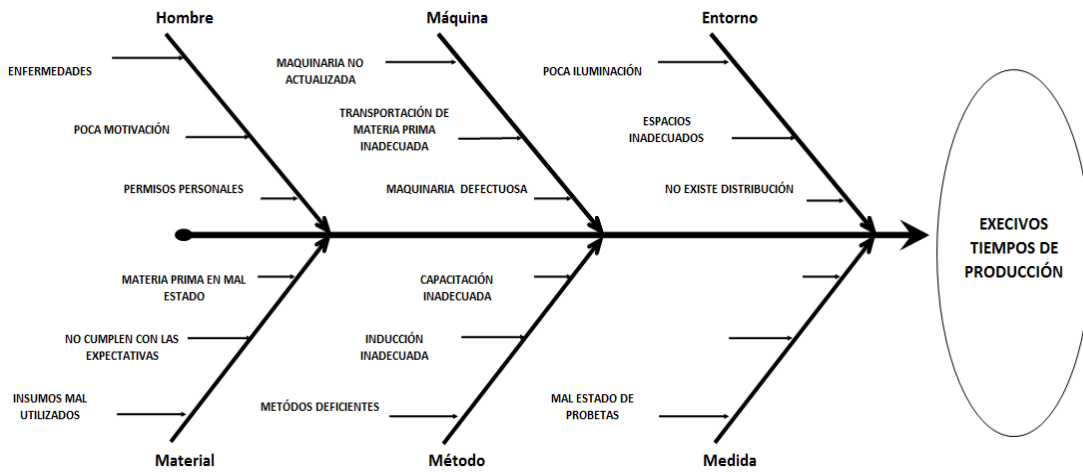 Hombre
Máquina
Entorno
ENFERMEDADES
MAQUINARIA NO
ACTUALIZADA
POCA ILUMINACIÓN
POCA MOTIVACIÓN
TRANSPORTACIÓN DE
MATERIA PRIMA
INADECUADA
ESPACIOS
INADECUADOS
PERMISOS PERSONALES
MAQUINARIA DEFECTUOSA
NO EXISTE DISTRIBUCIÓN
EXECIVOS
TIEMPOS DE
PRODUCCIÓN
MATERIA PRIMA EN MAL
ESTADO
CAPACITACIÓN
INADECUADA
NO CUMPLEN CON LAS
EXPECTATIVAS
INDUCCIÓN
INADECUADA
INSUMOS MAL
UTILIZADOS
METÓDOS DEFICIENTES
MAL ESTADO DE
PROBETAS
Material
Método
Medida